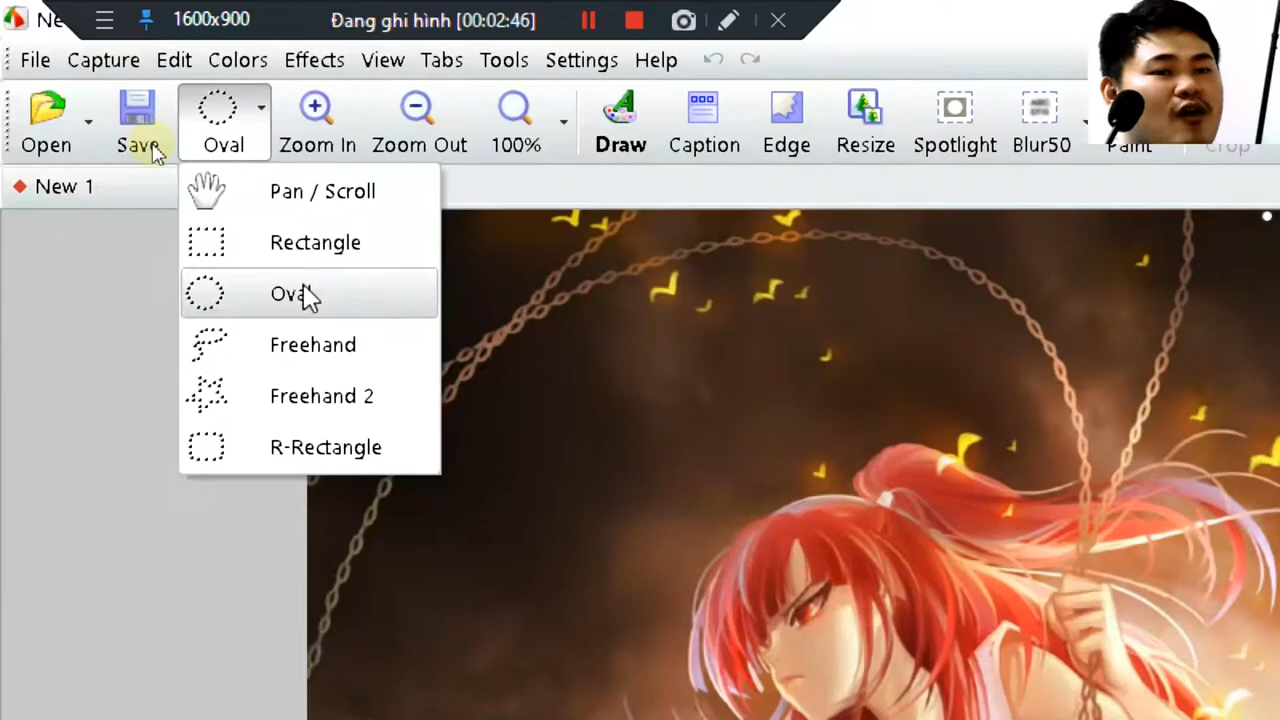 Ne
1600x900
Đang ghi hình [00:02:46]
File Capture Edit Colors Effects View Tabs Tools Settings Help
Open Save Oval Zoom In Zoom Out 100% Draw Caption Edge Resize Spotlight Blur50 Paint Crop
New 1
Pan / Scroll
Rectangle
Oval
Freehand
Freehand 2
R-Rectangle